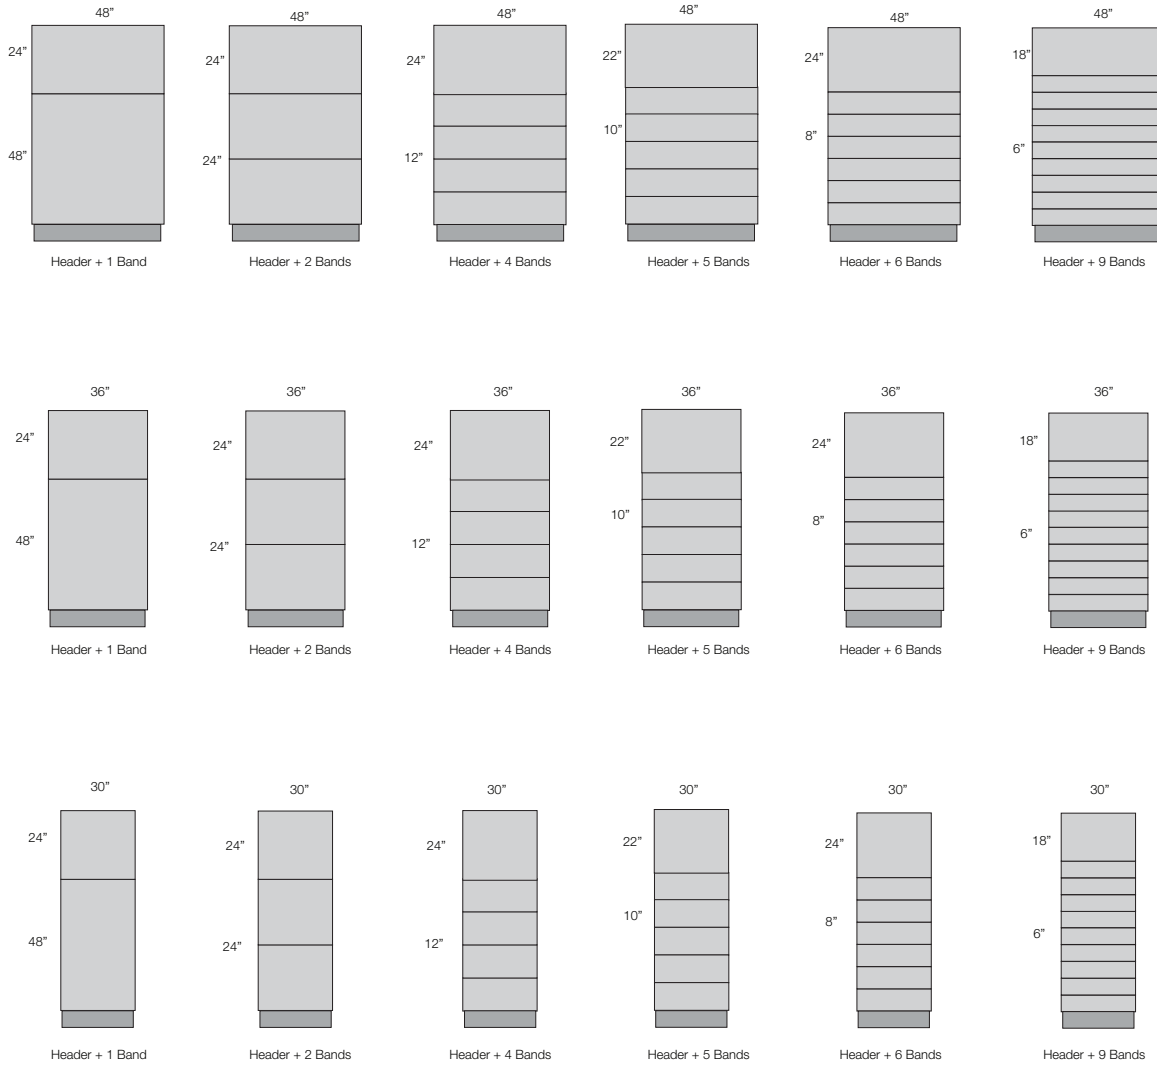 48” 48” 48” 48” 48” 48”
24” 24” 24” 22” 24” 18”
48” 24” 12” 10” 8” 6”
Header + 1 Band Header + 2 Bands Header + 4 Bands Header + 5 Bands Header + 6 Bands Header + 9 Bands
36” 36” 36” 36” 36” 36”
24” 24” 24” 22” 24” 18”
48” 24” 12” 10” 8” 6”
Header + 1 Band Header + 2 Bands Header + 4 Bands Header + 5 Bands Header + 6 Bands Header + 9 Bands
30” 30” 30” 30” 30” 30”
24” 24” 24” 22” 24” 18”
48” 24” 12” 10” 8” 6”
Header + 1 Band Header + 2 Bands Header + 4 Bands Header + 5 Bands Header + 6 Bands Header + 9 Bands